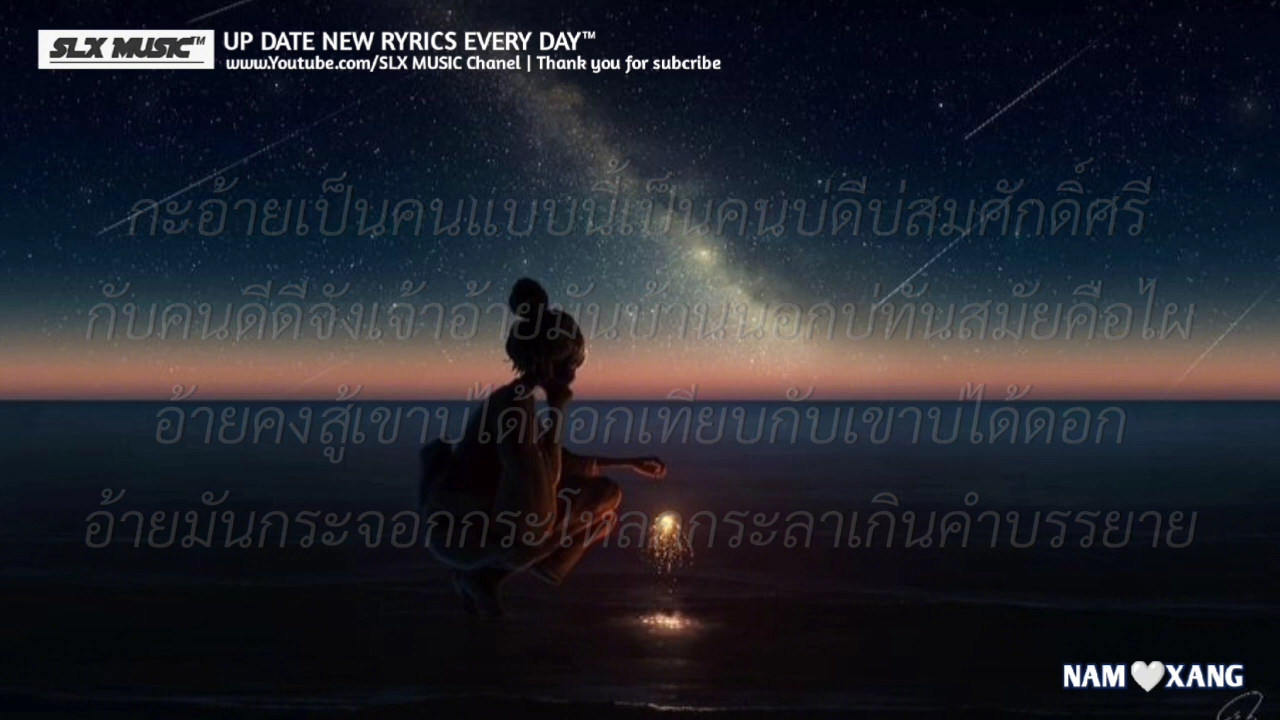 SLX MUSIC™
UP DATE NEW RYRICS EVERY DAY™
www.Youtube.com/SLX MUSIC Chanel | Thank you for subcribe
กะอ้ายเป็นคนแบบนี้เป็นคนบ่ดีบ่สมศักดิ์ศรี
กับคนดีดีจังเจ้าอ้ายมันบ้านนอกบ่ทันสมัยคือไผ
อ้ายคงสู้เขาบ่ได้ดอกเทียบกับเขาบ่ได้ดอก
อ้ายมันกระจอกกระโหลกกระลาเกินคำบรรยาย
NAM🤍XANG